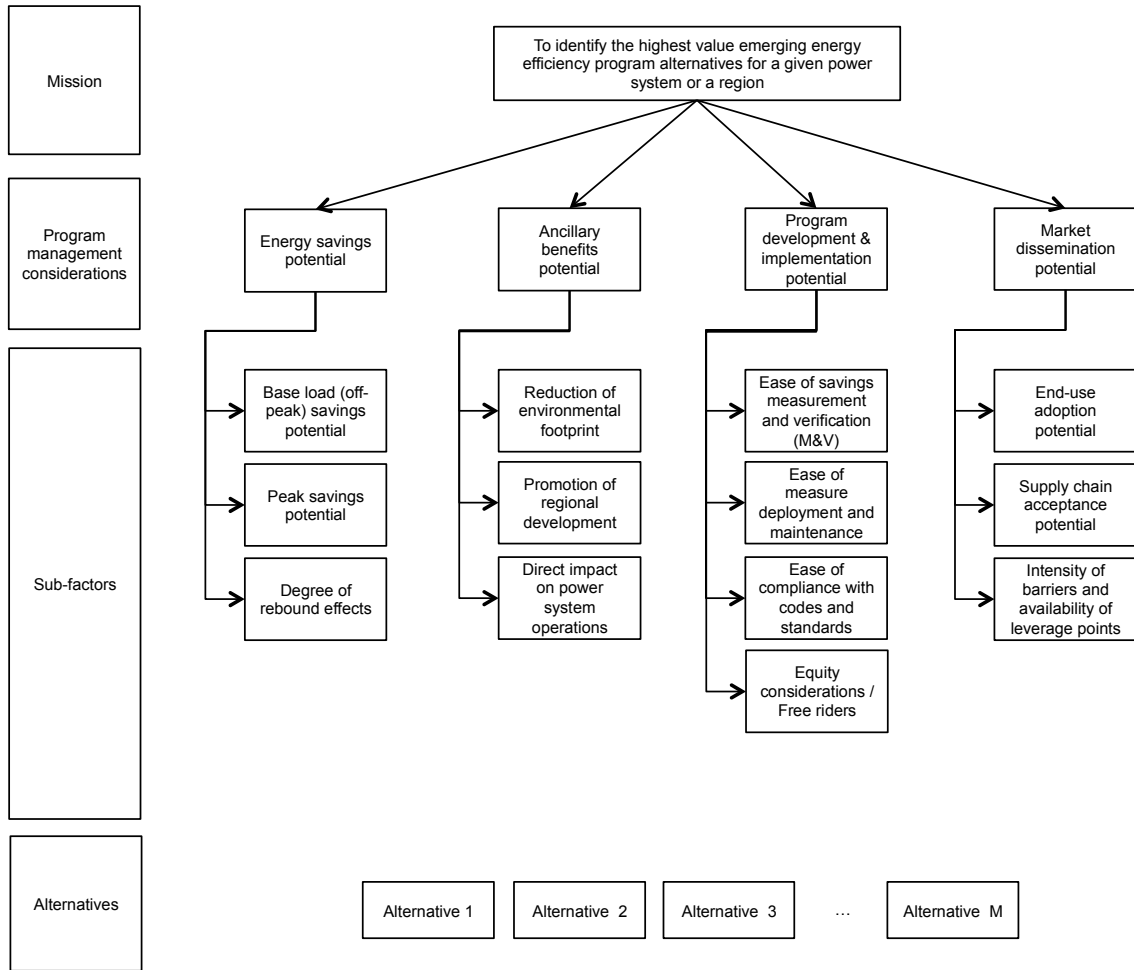 Mission
To identify the highest value emerging energy
efficiency program alternatives for a given power
system or a region
Program
management
considerations
Energy savings
potential
Ancillary
benefits
potential
Program
development &
implementation
potential
Market
dissemination
potential
Sub-factors
Base load (off-
peak) savings
potential
Peak savings
potential
Degree of
rebound effects
Reduction of
environmental
footprint
Promotion of
regional
development
Direct impact
on power
system
operations
Ease of savings
measurement
and verification
(M&V)
Ease of
measure
deployment and
maintenance
Ease of
compliance with
codes and
standards
Equity
considerations /
Free riders
End-use
adoption
potential
Supply chain
acceptance
potential
Intensity of
barriers and
availability of
leverage points
Alternatives
Alternative 1
Alternative  2
Alternative  3
…
Alternative  M